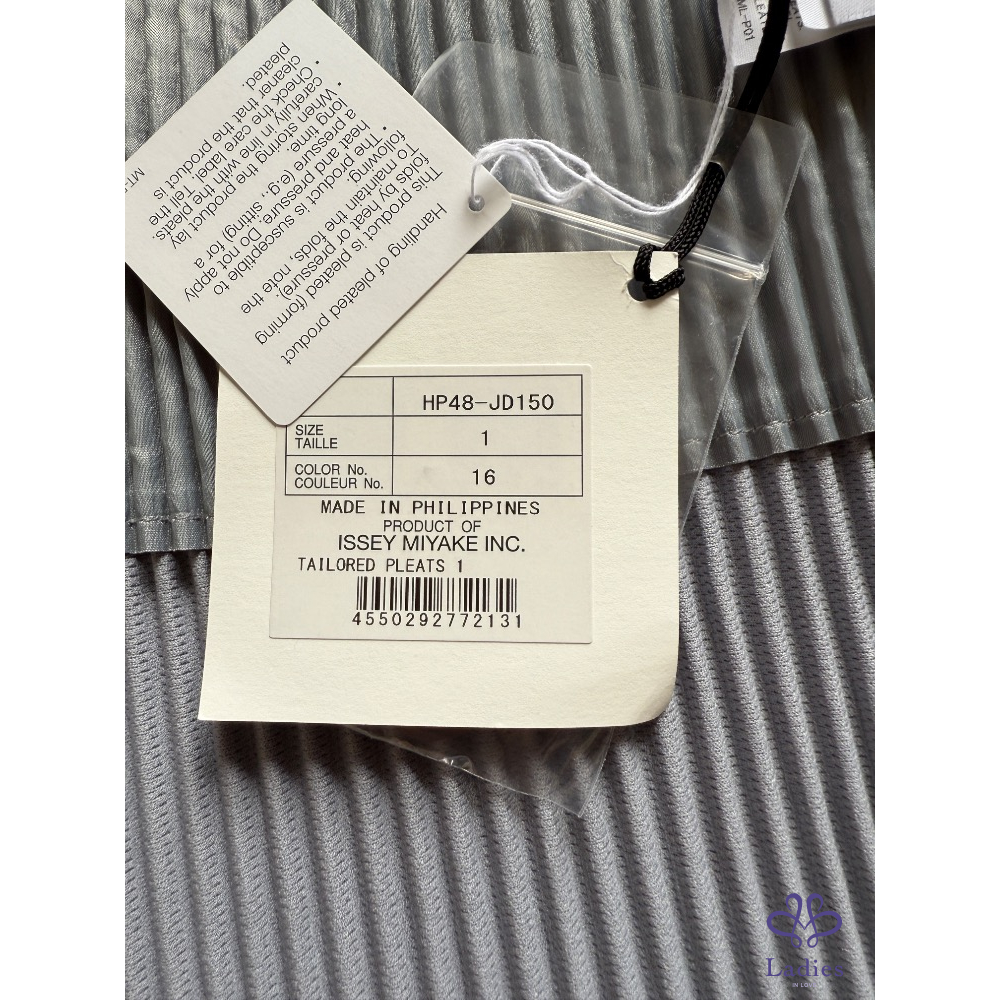 Handling of pleated product
This product is pleated (forming
folds by heat or pressure).
To maintain the folds, note the
following.
• The product is susceptible to
heat and pressure. Do not apply
a pressure (e.g., sitting) for a
long time.
• When storing the product lay
carefully in line with the pleats.
• Check the care label. Tell the
cleaner that the product is
pleated.
ML-P01
HP48-JD150
SIZE
TAILLE
1
COLOR No.
COULEUR No.
16
MADE IN PHILIPPINES
PRODUCT OF
ISSEY MIYAKE INC.
TAILORED PLEATS 1
4550292772131
Ladies
IN LOVE